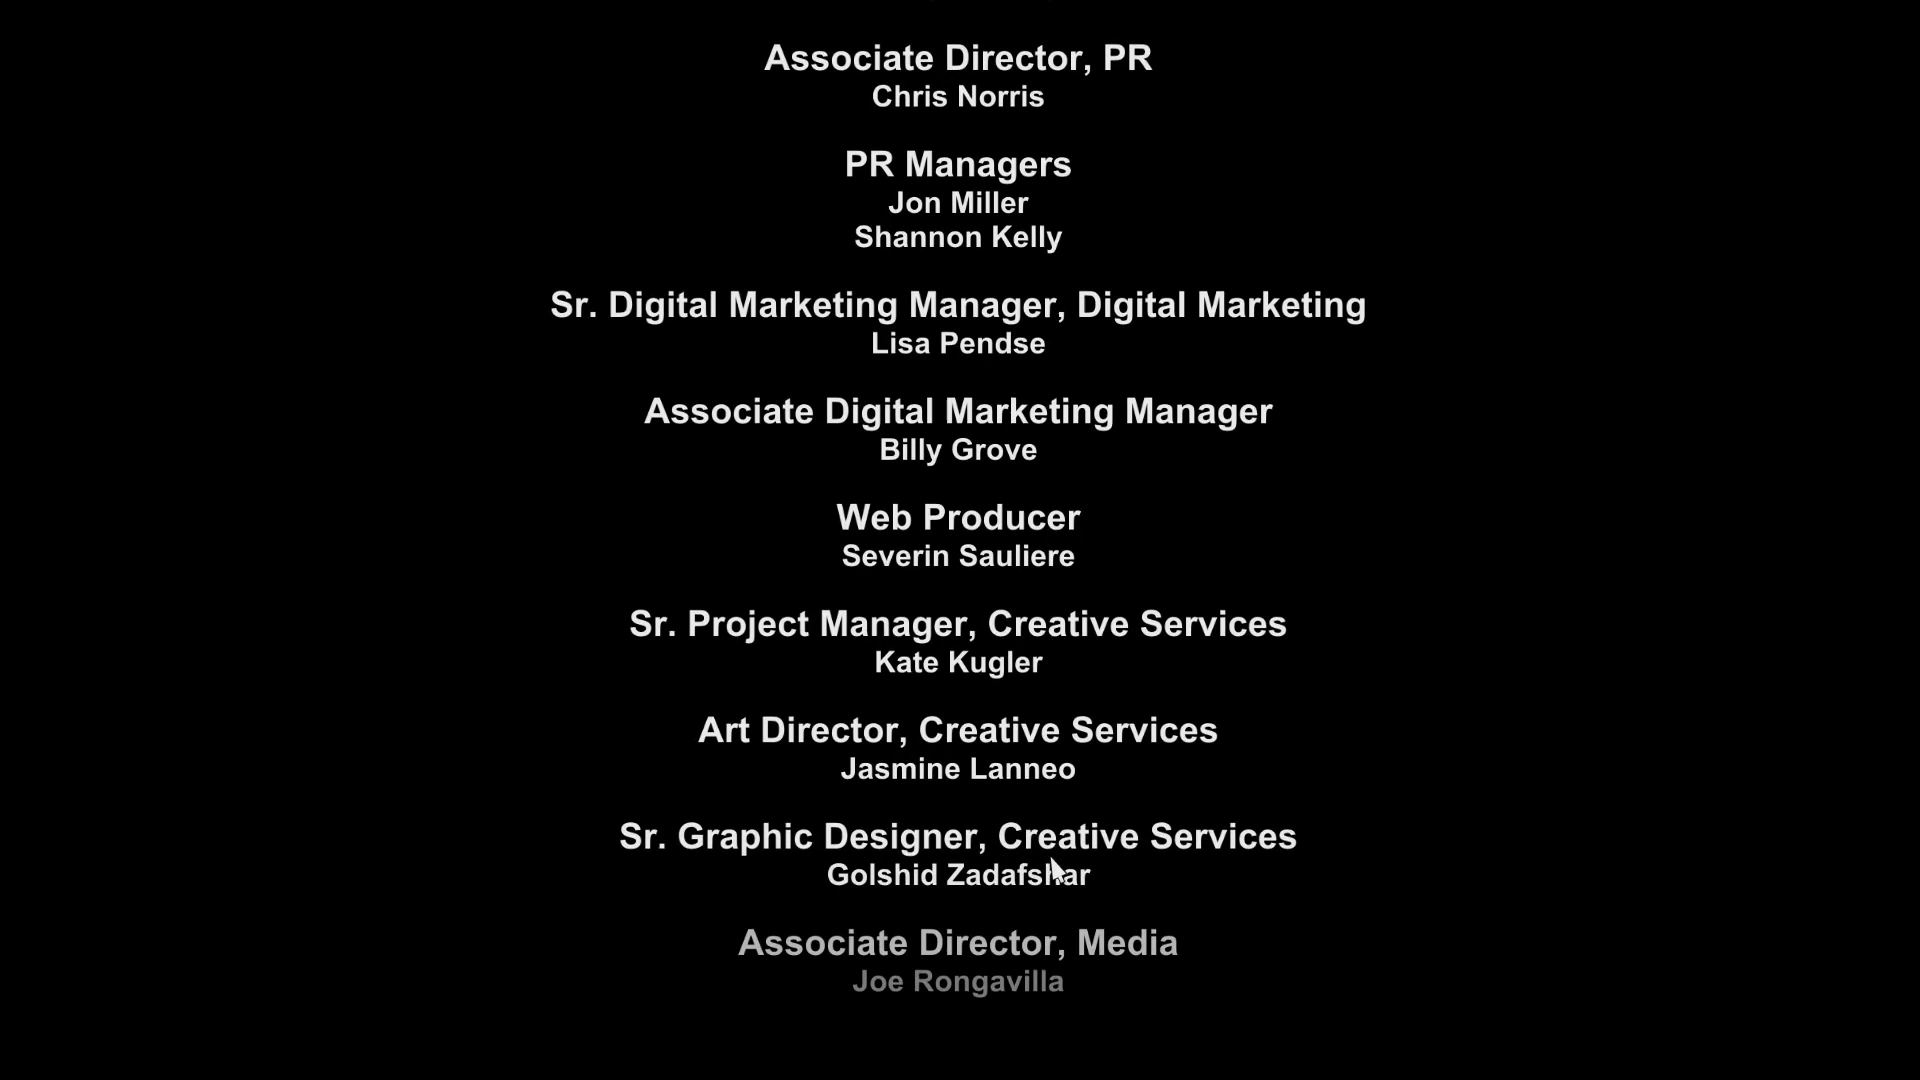 Associate Director, PR
Chris Norris
PR Managers
Jon Miller
Shannon Kelly
Sr. Digital Marketing Manager, Digital Marketing
Lisa Pendse
Associate Digital Marketing Manager
Billy Grove
Web Producer
Severin Sauliere
Sr. Project Manager, Creative Services
Kate Kugler
Art Director, Creative Services
Jasmine Lanneo
Sr. Graphic Designer, Creative Services
Golshid Zadafshar
Associate Director, Media
Joe Rongavilla